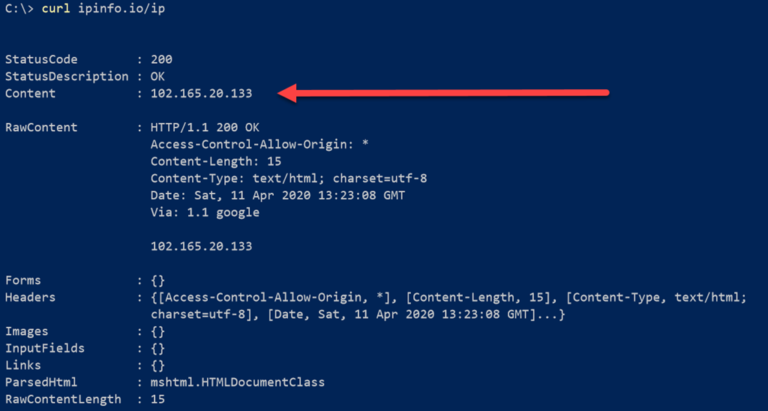 C:\> curl ipinfo.io/ip
StatusCode : 200
StatusDescription : OK
Content : 102.165.20.133
RawContent : HTTP/1.1 200 OK
Access-Control-Allow-Origin: *
Content-Length: 15
Content-Type: text/html; charset=utf-8
Date: Sat, 11 Apr 2020 13:23:08 GMT
Via: 1.1 google
102.165.20.133
Forms : {}
Headers : {[Access-Control-Allow-Origin, *], [Content-Length, 15], [Content-Type, text/html;
charset=utf-8], [Date, Sat, 11 Apr 2020 13:23:08 GMT]...}
Images : {}
InputFields : {}
Links : {}
ParsedHtml : mshtml.HTMLDocumentClass
RawContentLength : 15